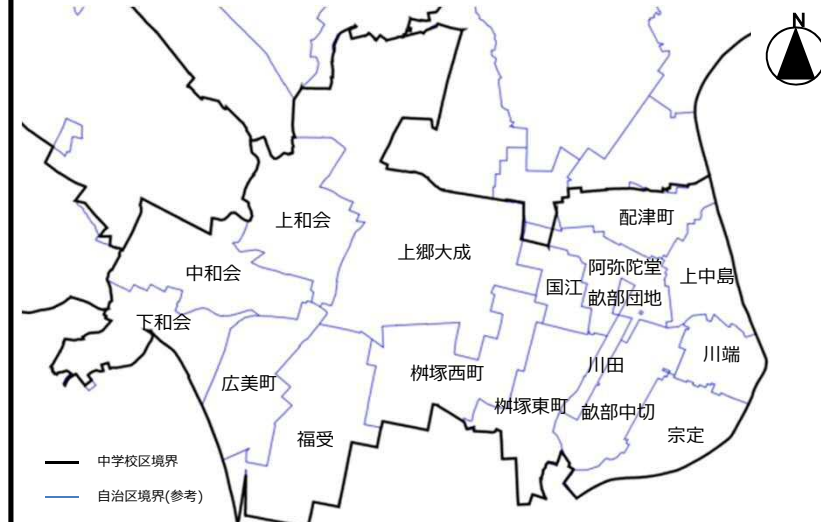 N
配津町
上和会
上郷大成
阿弥陀堂
中和会
上中島
国江
畝部団地
下和会
川端
川田
桝塚西町
広美町
桝塚東町
畝部中切
宗定
福受
中学校区境界
自治区境界(参考)